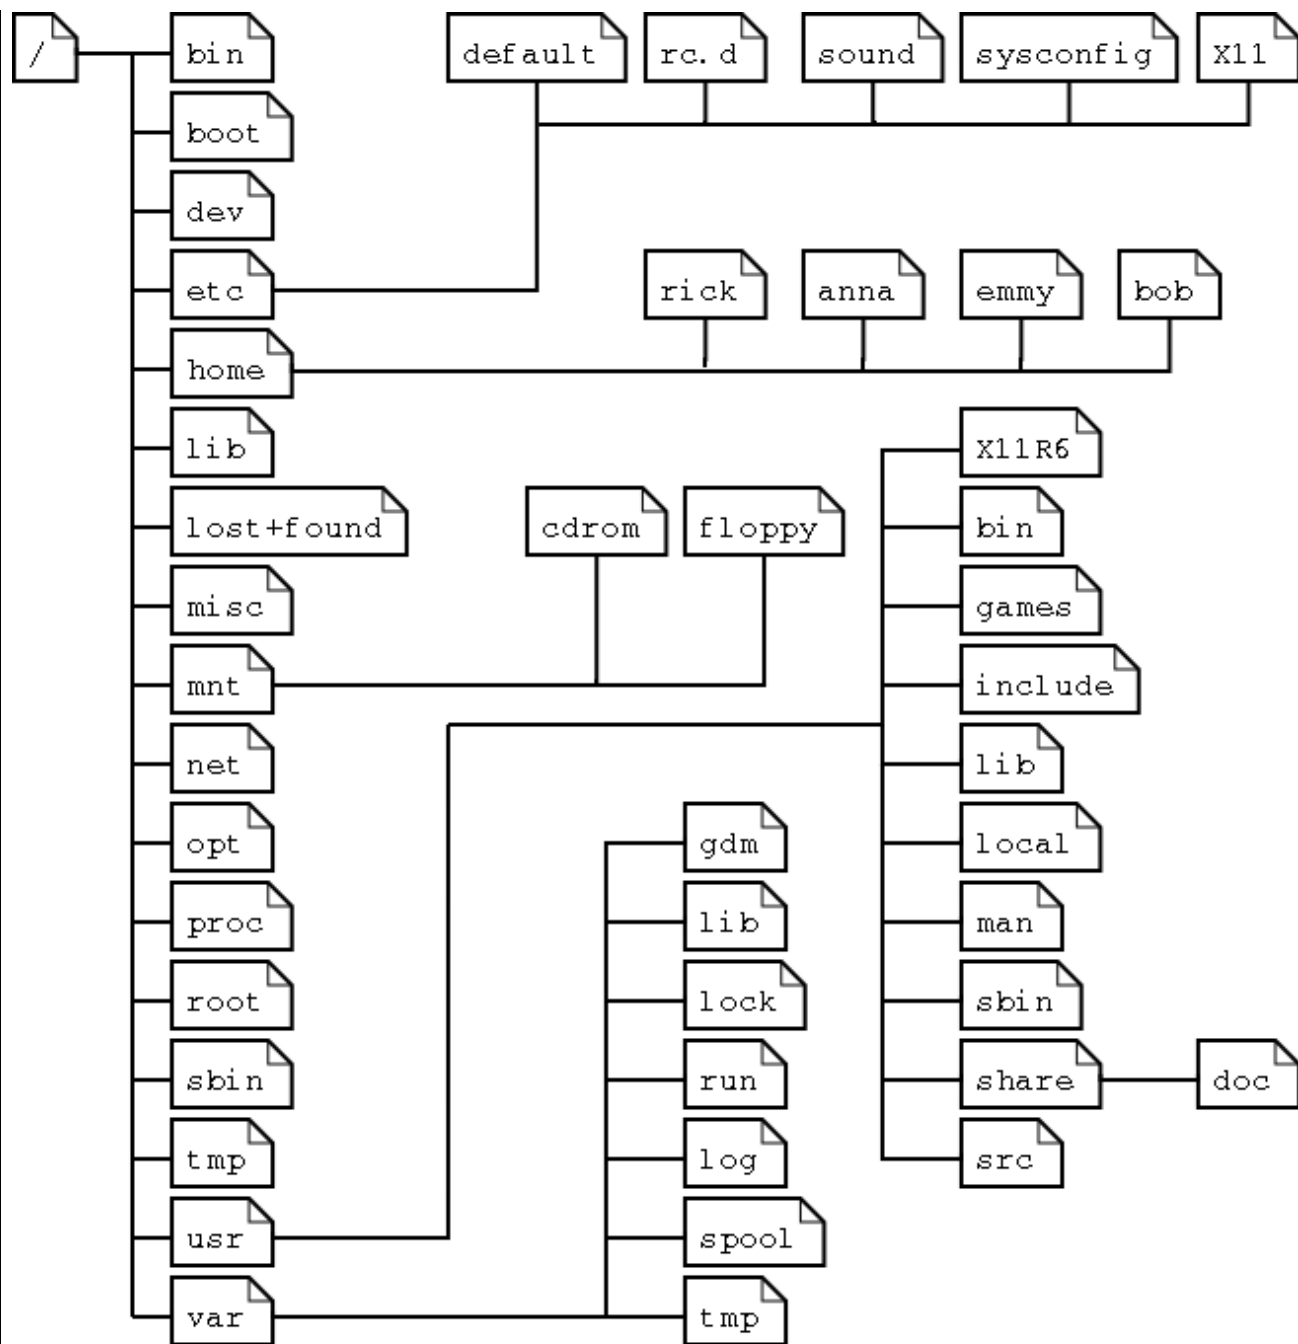 / bin default rc.d sound sysconfig X11
boot
dev
etc rick anna emmy bob
home
lib X11R6
lost+found cdrom floppy bin
misc games
mnt include
net lib
opt gdm local
proc lib man
root lock sbin
sbin run share doc
tmp log src
usr spool
var tmp